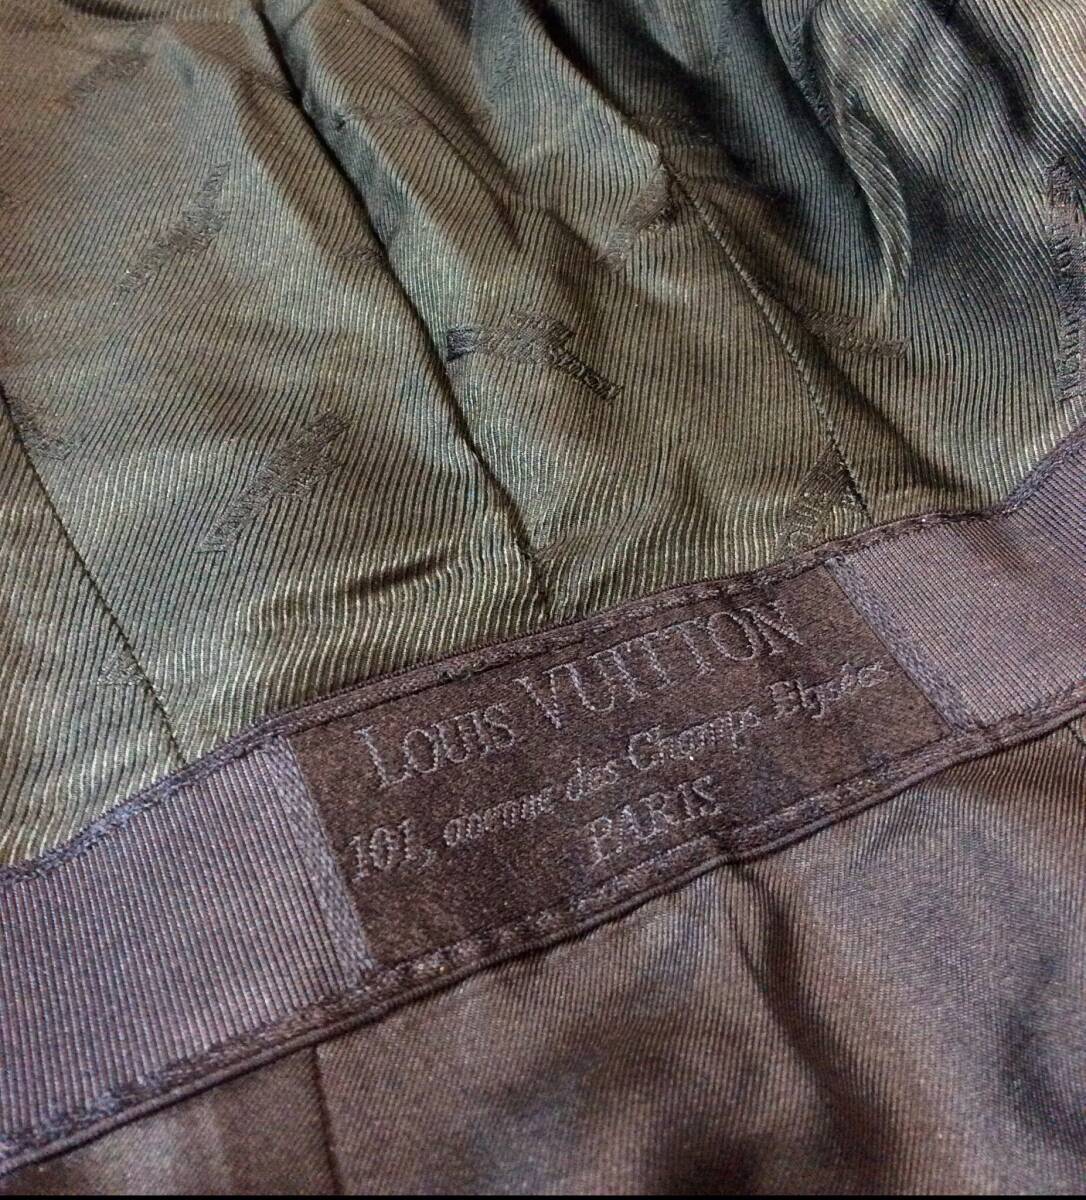 LOUIS VUITTON
101, avenue des Champs Elysées
PARIS